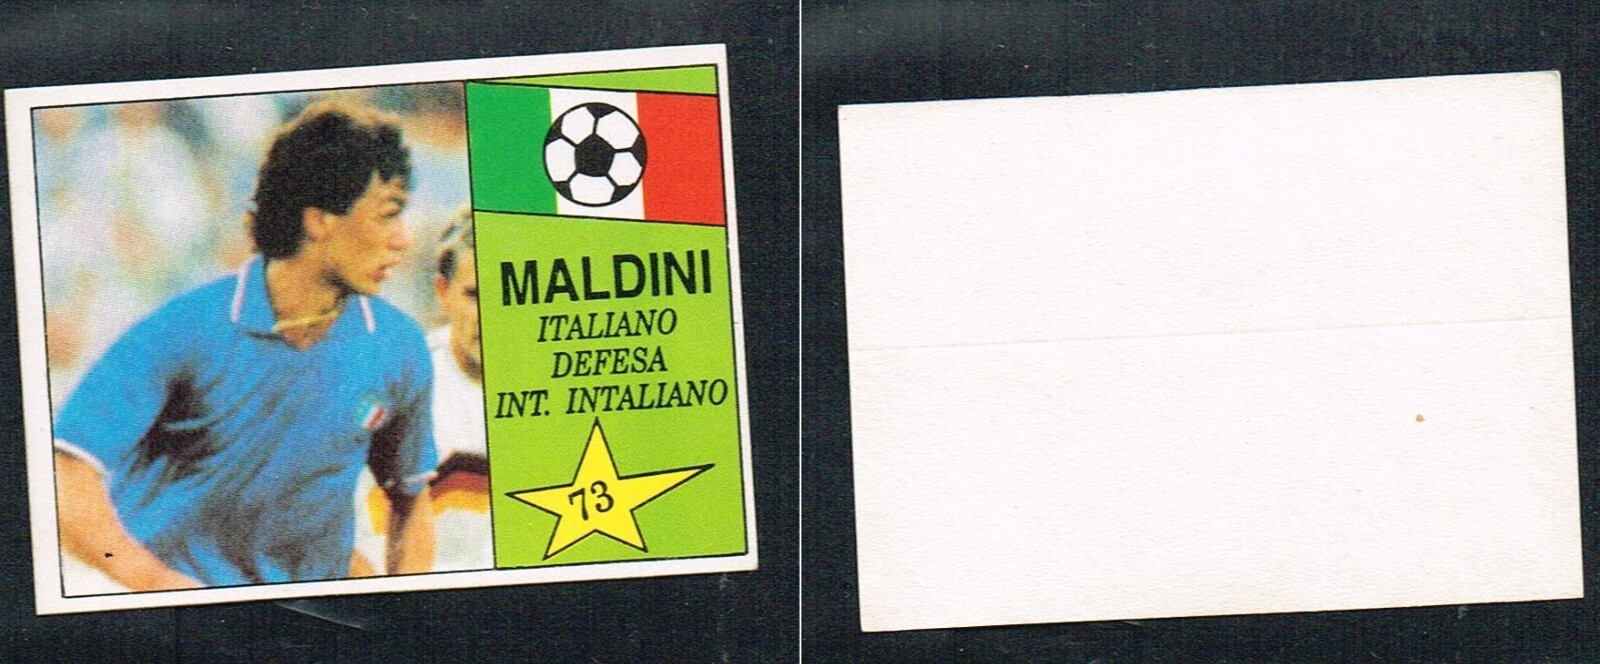 MALDINI
ITALIANO
DEFESA
INT. INTALIANO
73